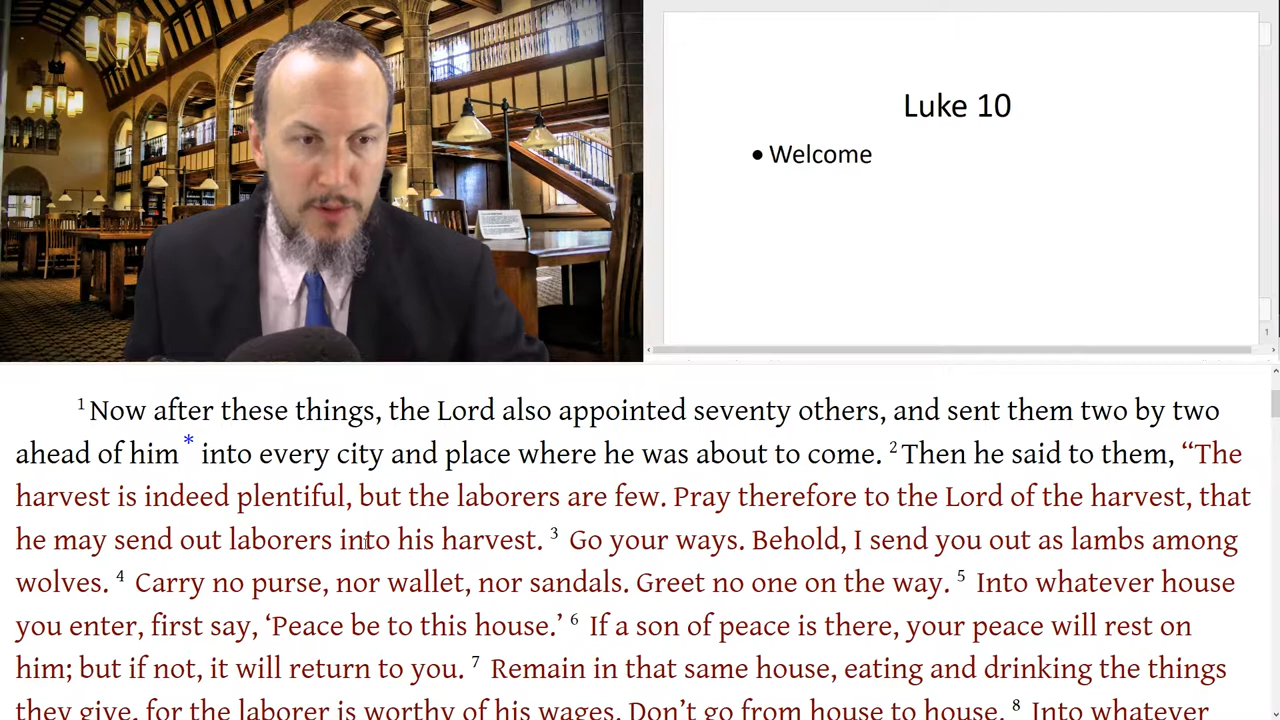 Luke 10
• Welcome
1
1 Now after these things, the Lord also appointed seventy others, and sent them two by two
ahead of him* into every city and place where he was about to come. 2 Then he said to them, “The
harvest is indeed plentiful, but the laborers are few. Pray therefore to the Lord of the harvest, that
he may send out laborers into his harvest. 3 Go your ways. Behold, I send you out as lambs among
wolves. 4 Carry no purse, nor wallet, nor sandals. Greet no one on the way. 5 Into whatever house
you enter, first say, ‘Peace be to this house.’ 6 If a son of peace is there, your peace will rest on
him; but if not, it will return to you. 7 Remain in that same house, eating and drinking the things
they give, for the laborer is worthy of his wages. Don’t go from house to house. 8 Into whatever